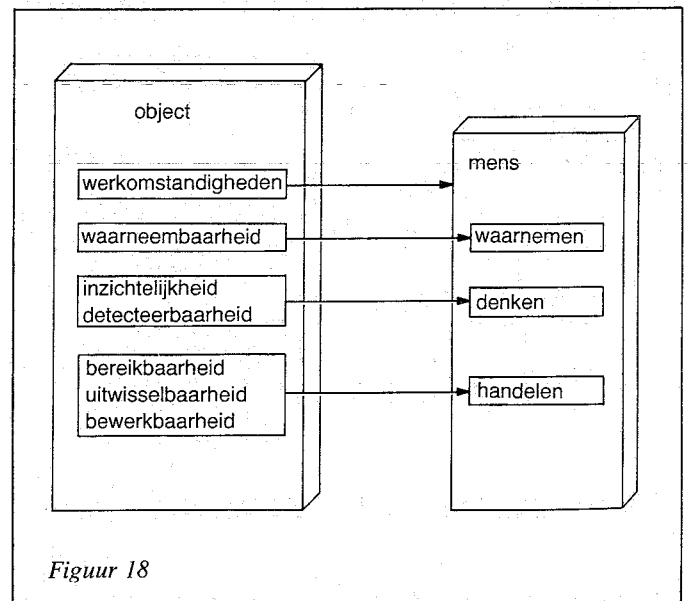 object
werkomstandigheden
waarneembaarheid
inzichtelijkheid
detecteerbaarheid
bereikbaarheid
uitwisselbaarheid
bewerkbaarheid
mens
waarnemen
denken
handelen
Figuur 18